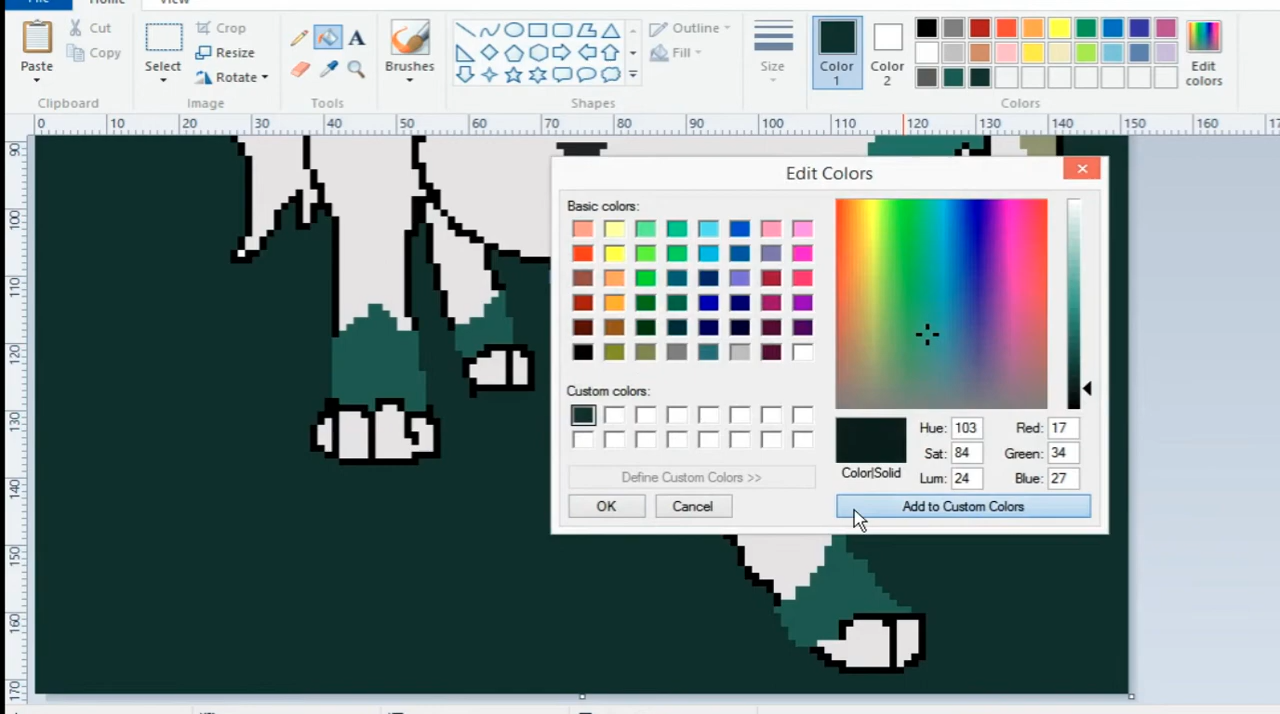 File Home View
Cut
Copy
Paste
Clipboard
Select
Crop
Resize
Rotate
Image
A
Tools
Brushes
Outline
Fill
Shapes
Size
Color 1
Color 2
Edit colors
Colors
0 10 20 30 40 50 60 70 80 90 100 110 120 130 140 150 160
90
100
110
120
130
140
150
160
170
Edit Colors
Basic colors:
Custom colors:
Define Custom Colors >>
OK Cancel
Color|Solid
Hue: 103 Red: 17
Sat: 84 Green: 34
Lum: 24 Blue: 27
Add to Custom Colors